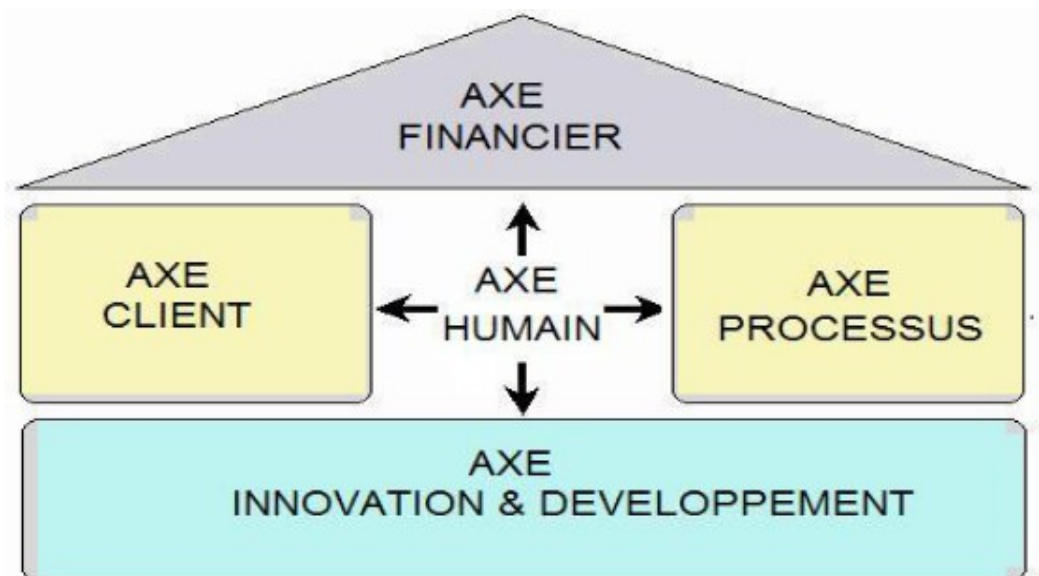 AXE
FINANCIER
AXE
CLIENT
AXE
HUMAIN
AXE
PROCESSUS
AXE
INNOVATION & DEVELOPPEMENT